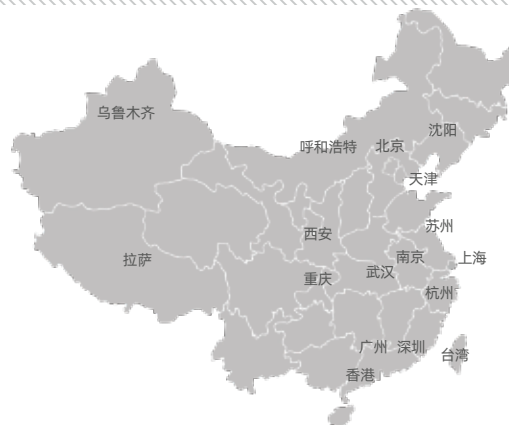 乌鲁木齐
沈阳
呼和浩特
北京
天津
苏州
西安
南京
上海
拉萨
武汉
重庆
杭州
广州
深圳
台湾
香港